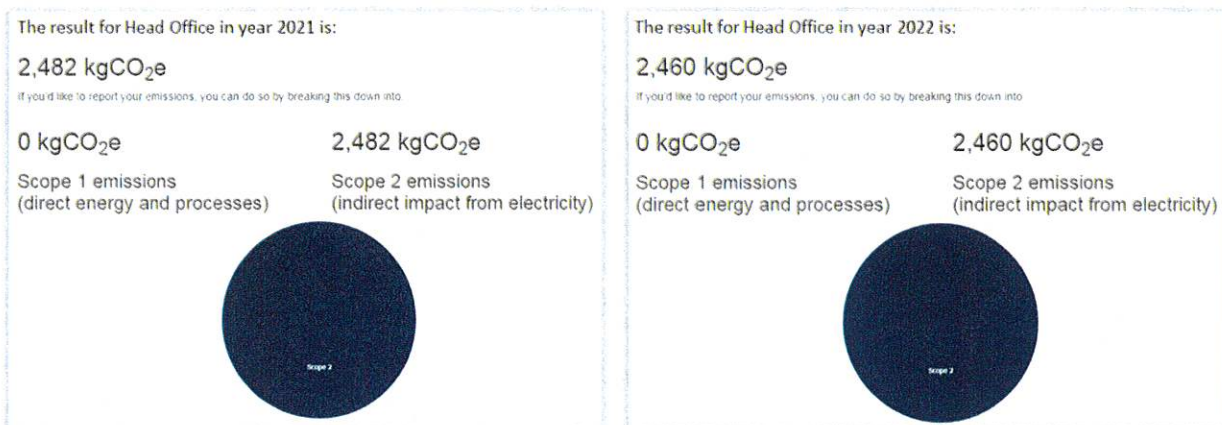 The result for Head Office in year 2021 is:
2,482 kgCO₂e
If you'd like to report your emissions, you can do so by breaking this down into
0 kgCO₂e
Scope 1 emissions
(direct energy and processes)
2,482 kgCO₂e
Scope 2 emissions
(indirect impact from electricity)
Scope 2
The result for Head Office in year 2022 is:
2,460 kgCO₂e
If you'd like to report your emissions, you can do so by breaking this down into
0 kgCO₂e
Scope 1 emissions
(direct energy and processes)
2,460 kgCO₂e
Scope 2 emissions
(indirect impact from electricity)
Scope 2